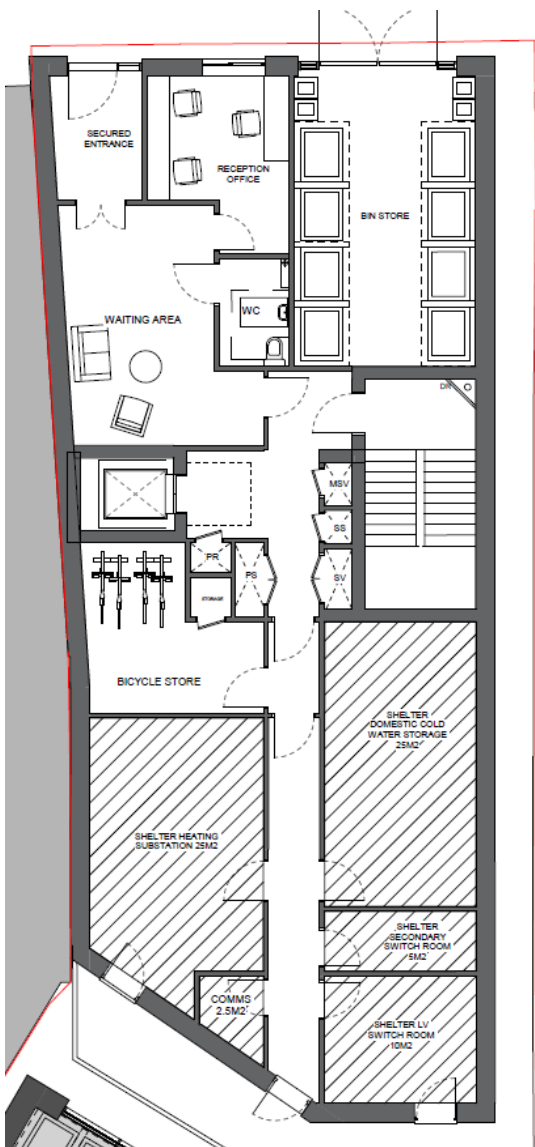 SECURED
ENTRANCE
RECEPTION
OFFICE
BIN STORE
WC
WAITING AREA
DR
MSV
SS
PR
PS
SV
STORAGE
BICYCLE STORE
SHELTER
DOMESTIC COLD
WATER STORAGE
25M2
SHELTER HEATING
SUBSTATION 25M2
SHELTER
SECONDARY
SWITCH ROOM
5M2
COMMS
2.5M2
SHELTER LV
SWITCH ROOM
10M2